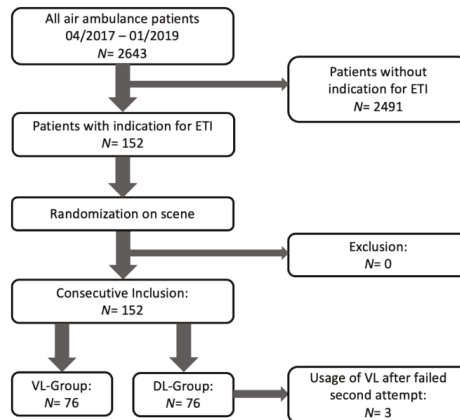 All air ambulance patients
04/2017 – 01/2019
N= 2643
Patients without
indication for ETI
N= 2491
Patients with indication for ETI
N= 152
Randomization on scene
Exclusion:
N= 0
Consecutive Inclusion:
N= 152
VL-Group:
N= 76
DL-Group:
N= 76
Usage of VL after failed
second attempt:
N= 3